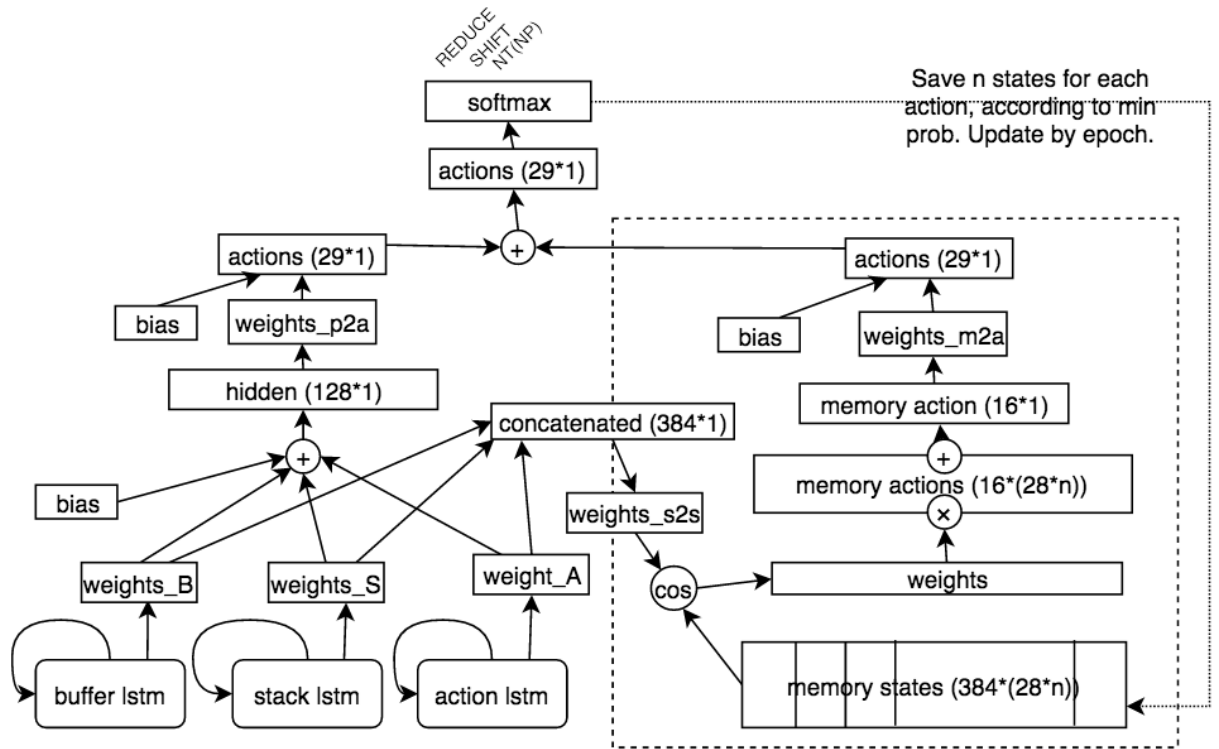 REDUCE
SHIFT
NT(NP)
softmax
Save n states for each
action, according to min
prob. Update by epoch.
actions (29*1)
+
actions (29*1)
actions (29*1)
bias
weights_p2a
bias
weights_m2a
hidden (128*1)
memory action (16*1)
concatenated (384*1)
+
+
memory actions (16*(28*n))
bias
weights_s2s
×
weights_B
weights_S
weight_A
cos
weights
buffer lstm
stack lstm
action lstm
memory states (384*(28*n))